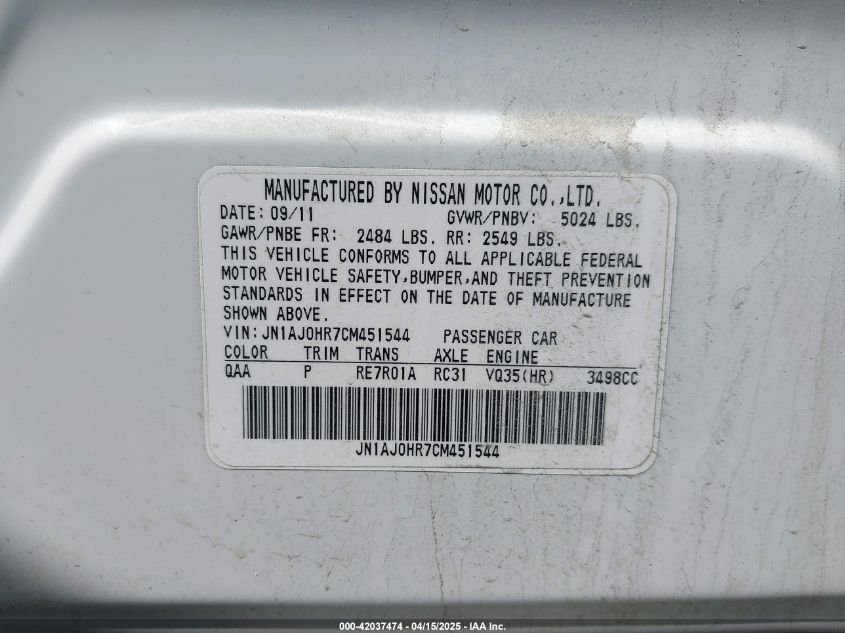 MANUFACTURED BY NISSAN MOTOR CO.,LTD.
DATE: 09/11 GVWR/PNBV: 5024 LBS.
GAWR/PNBE FR: 2484 LBS. RR: 2549 LBS.
THIS VEHICLE CONFORMS TO ALL APPLICABLE FEDERAL
MOTOR VEHICLE SAFETY,BUMPER,AND THEFT PREVENTION
STANDARDS IN EFFECT ON THE DATE OF MANUFACTURE
SHOWN ABOVE.
VIN:JN1AJ0HR7CM451544 PASSENGER CAR
COLOR TRIM TRANS AXLE ENGINE
QAA P RE7R01A RC31 VQ35(HR) 3498CC
JN1AJ0HR7CM451544
000-42037474 - 04/15/2025 - IAA Inc.